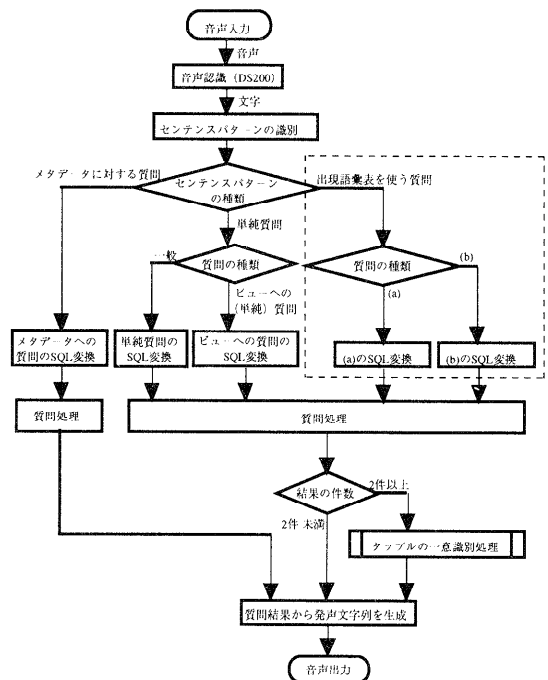 音声入力
音声
音声認識 (DS200)
文字
センテンスパターンの識別
メタデータに対する質問
センテンスパターン
の種類
出現語彙表を使う質問
単純質問
一般
質問の種類
質問の種類
(b)
(a)
ビューへの
(単純) 質問
メタデータへの
質問のSQL変換
単純質問の
SQL変換
ビューへの質問の
SQL変換
(a)のSQL変換
(b)のSQL変換
質問処理
質問処理
結果の件数
2件以上
2件 未満
タップルの一意識別処理
質問結果から発声文字列を生成
音声出力